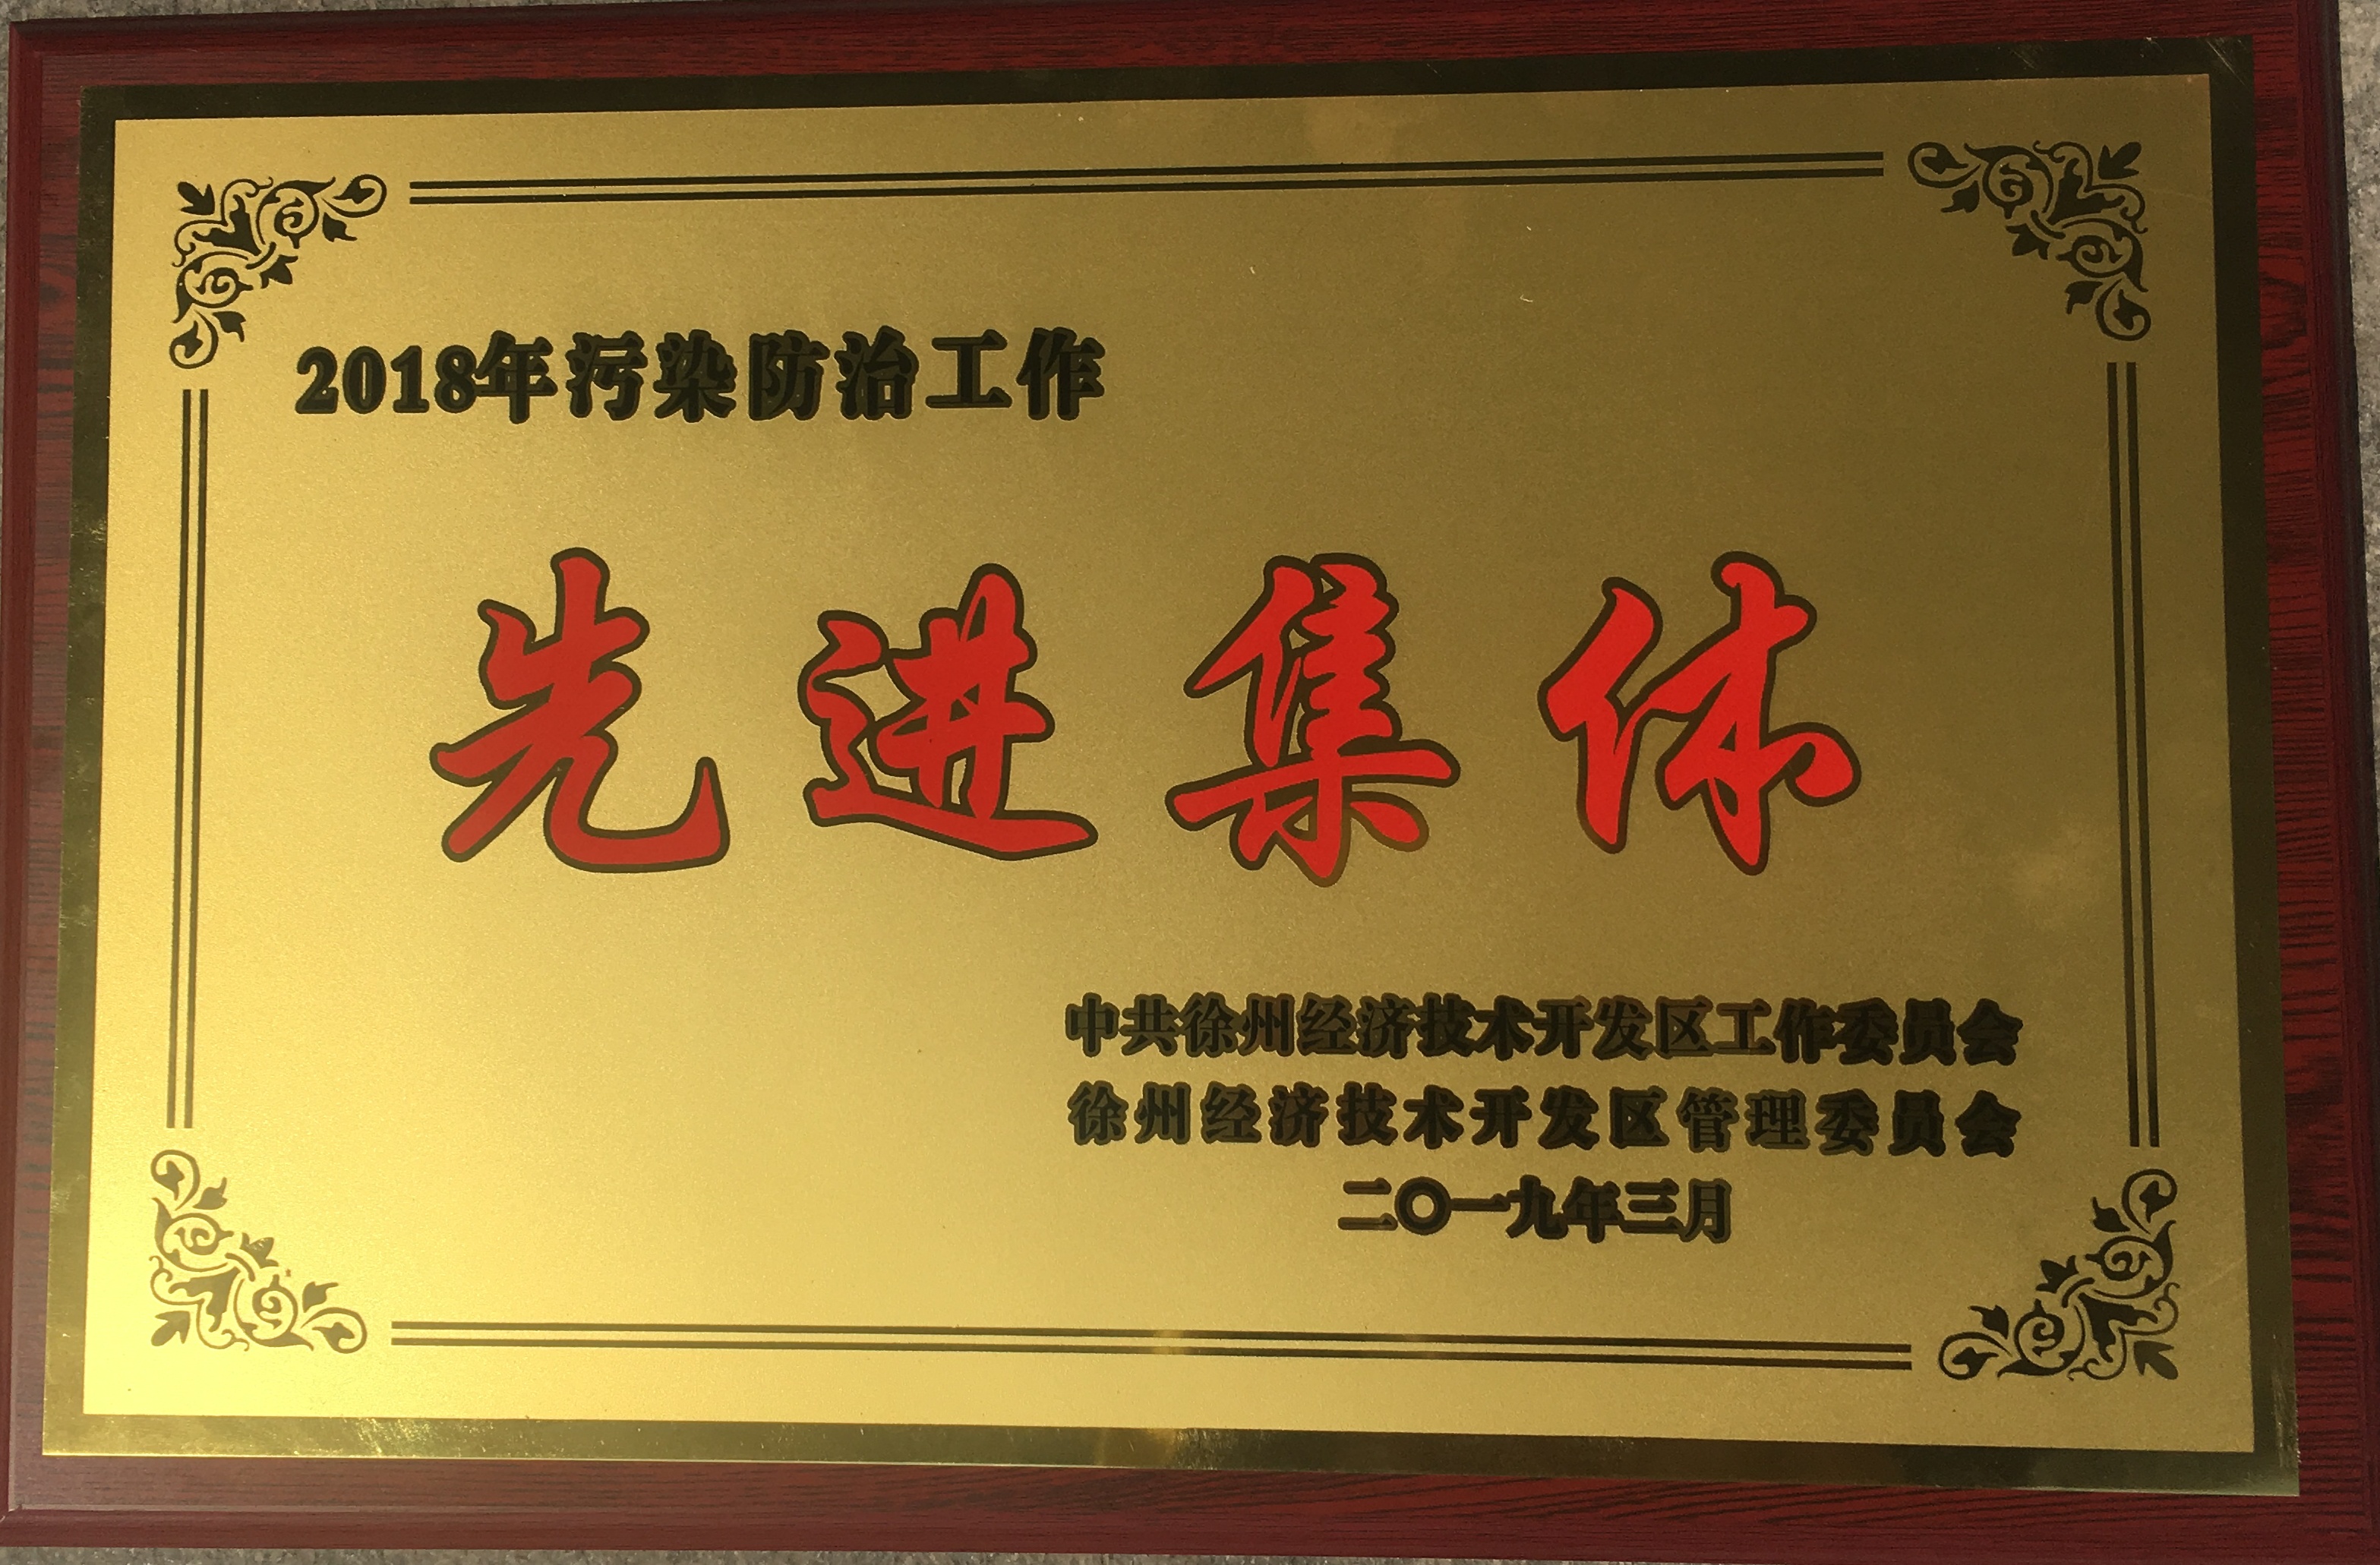 2018年污染防治工作
先进集体
中共徐州经济技术开发区工作委员会
徐州经济技术开发区管理委员会
二〇一九年三月